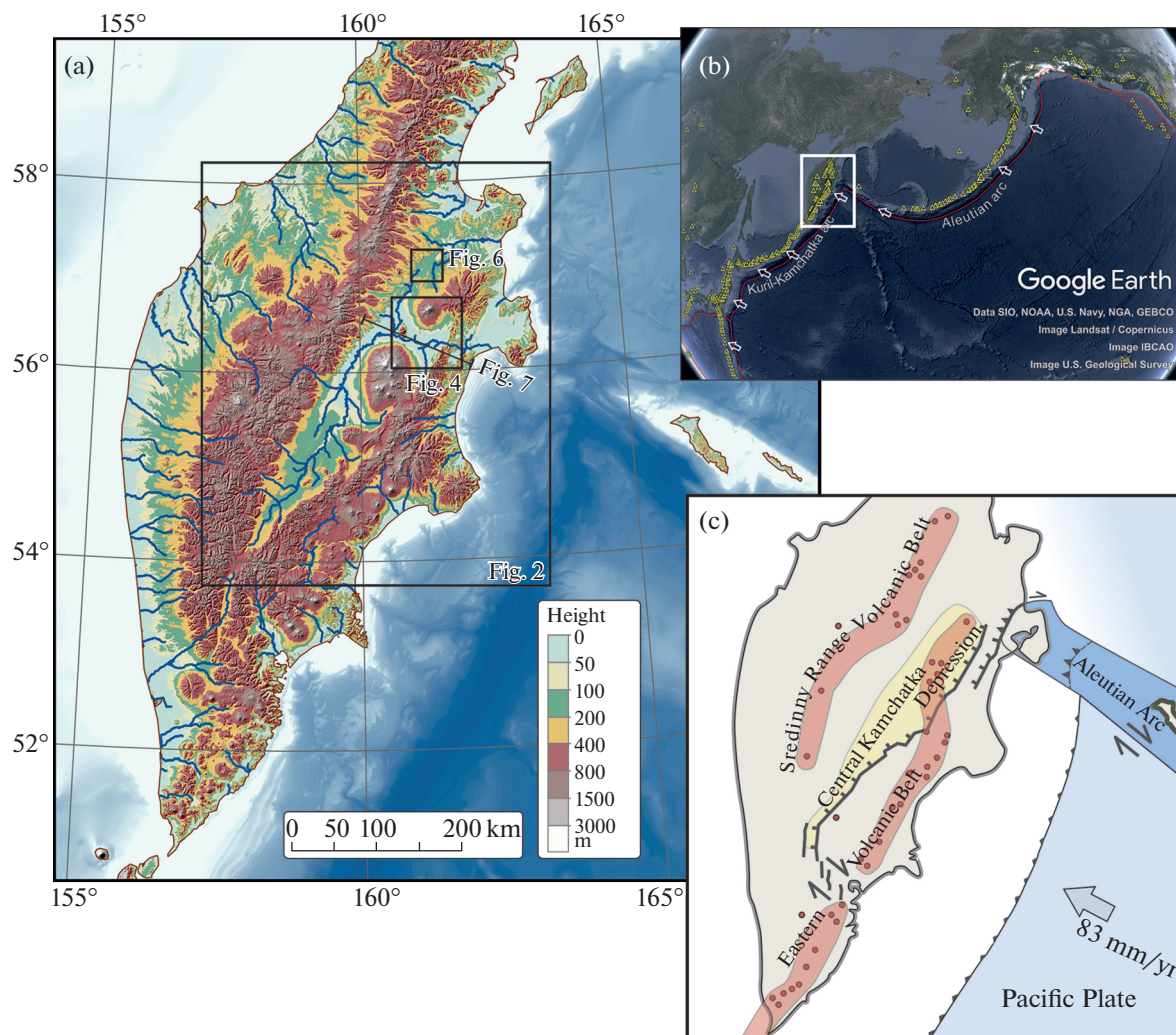 155°
160°
165°
(a)
58°
56°
54°
52°
Fig. 6
Fig. 4
Fig. 7
Fig. 2
Height
0
50
100
200
400
800
1500
3000
m
0 50 100 200 km
155°
160°
165°
(b)
Aleutian arc
Kuril-Kamchatka arc
Google Earth
Data SIO, NOAA, U.S. Navy, NGA, GEBCO
Image Landsat / Copernicus
Image IBCAO
Image U.S. Geological Survey
(c)
Sredinny Range Volcanic Belt
Central Kamchatka
Depression
Volcanic Belt
Eastern
Aleutian Arc
83 mm/yr
Pacific Plate